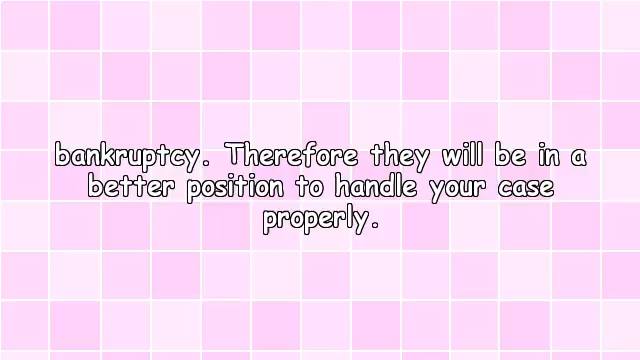 bankruptcy. Therefore they will be in a
better position to handle your case
properly.